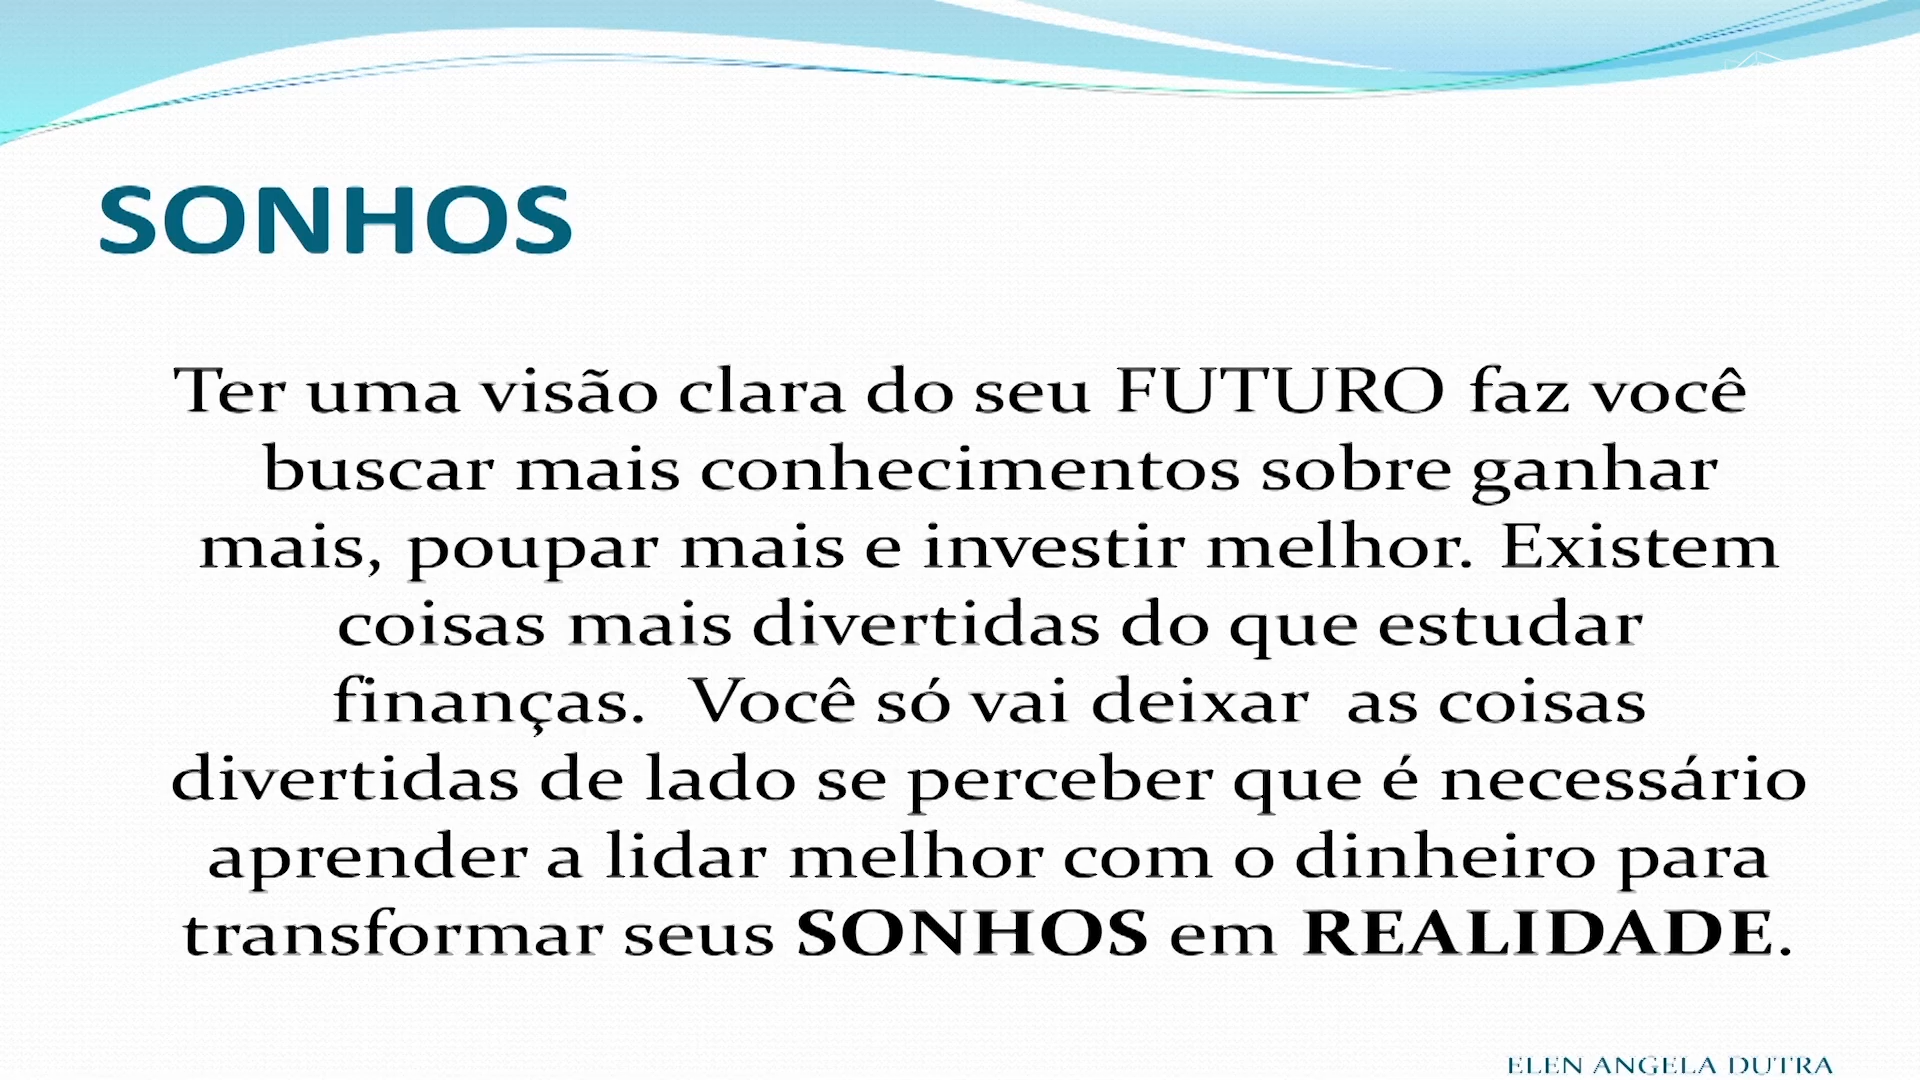 SONHOS
Ter uma visão clara do seu FUTURO faz você
buscar mais conhecimentos sobre ganhar
mais, poupar mais e investir melhor. Existem
coisas mais divertidas do que estudar
finanças.  Você só vai deixar  as coisas
divertidas de lado se perceber que é necessário
aprender a lidar melhor com o dinheiro para
transformar seus SONHOS em REALIDADE.
ELEN ANGELA DUTRA